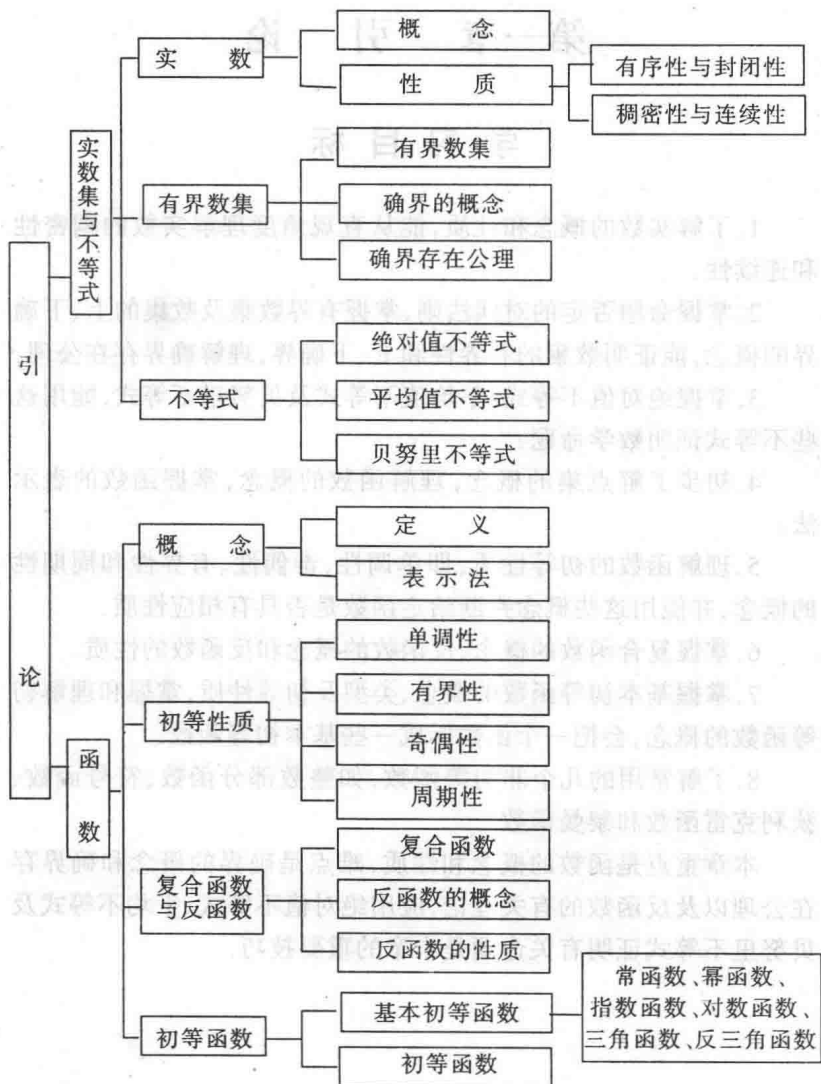 引论
实数集与不等式
实数
概念
性质
有序性与封闭性
稠密性与连续性
有界数集
有界数集
确界的概念
确界存在公理
不等式
绝对值不等式
平均值不等式
贝努里不等式
函数
概念
定义
表示法
初等性质
单调性
有界性
奇偶性
周期性
复合函数
与反函数
复合函数
反函数的概念
反函数的性质
初等函数
基本初等函数
常函数、幂函数、
指数函数、对数函数、
三角函数、反三角函数
初等函数